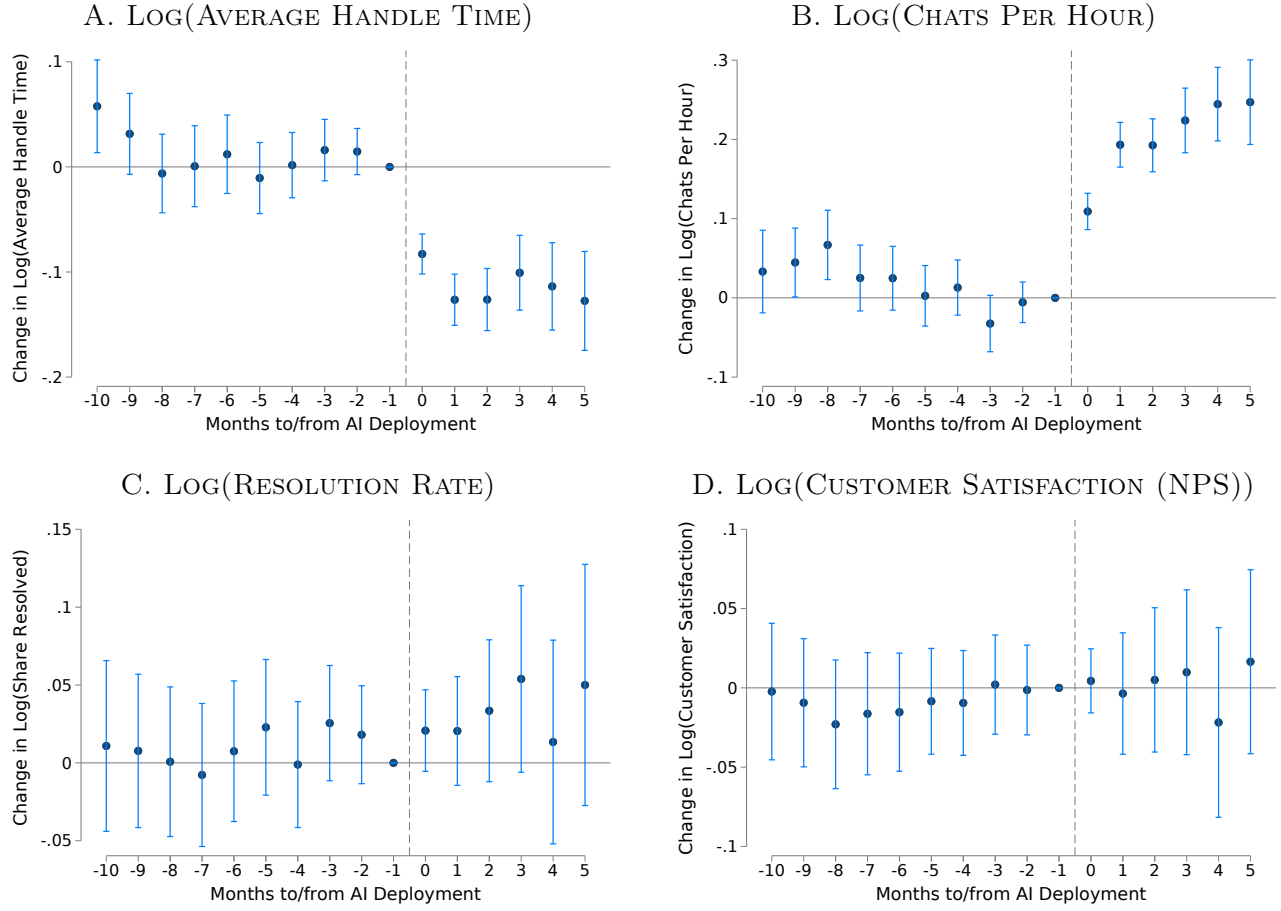 A. Log(Average Handle Time)
Change in Log(Average Handle Time)
.1
0
-.1
-.2
-10 -9 -8 -7 -6 -5 -4 -3 -2 -1 0 1 2 3 4 5
Months to/from AI Deployment
B. Log(Chats Per Hour)
Change in Log(Chats Per Hour)
.3
.2
.1
0
-.1
-10 -9 -8 -7 -6 -5 -4 -3 -2 -1 0 1 2 3 4 5
Months to/from AI Deployment
C. Log(Resolution Rate)
Change in Log(Share Resolved)
.15
.1
.05
0
-.05
-10 -9 -8 -7 -6 -5 -4 -3 -2 -1 0 1 2 3 4 5
Months to/from AI Deployment
D. Log(Customer Satisfaction (NPS))
Change in Log(Customer Satisfaction)
.1
.05
0
-.05
-.1
-10 -9 -8 -7 -6 -5 -4 -3 -2 -1 0 1 2 3 4 5
Months to/from AI Deployment